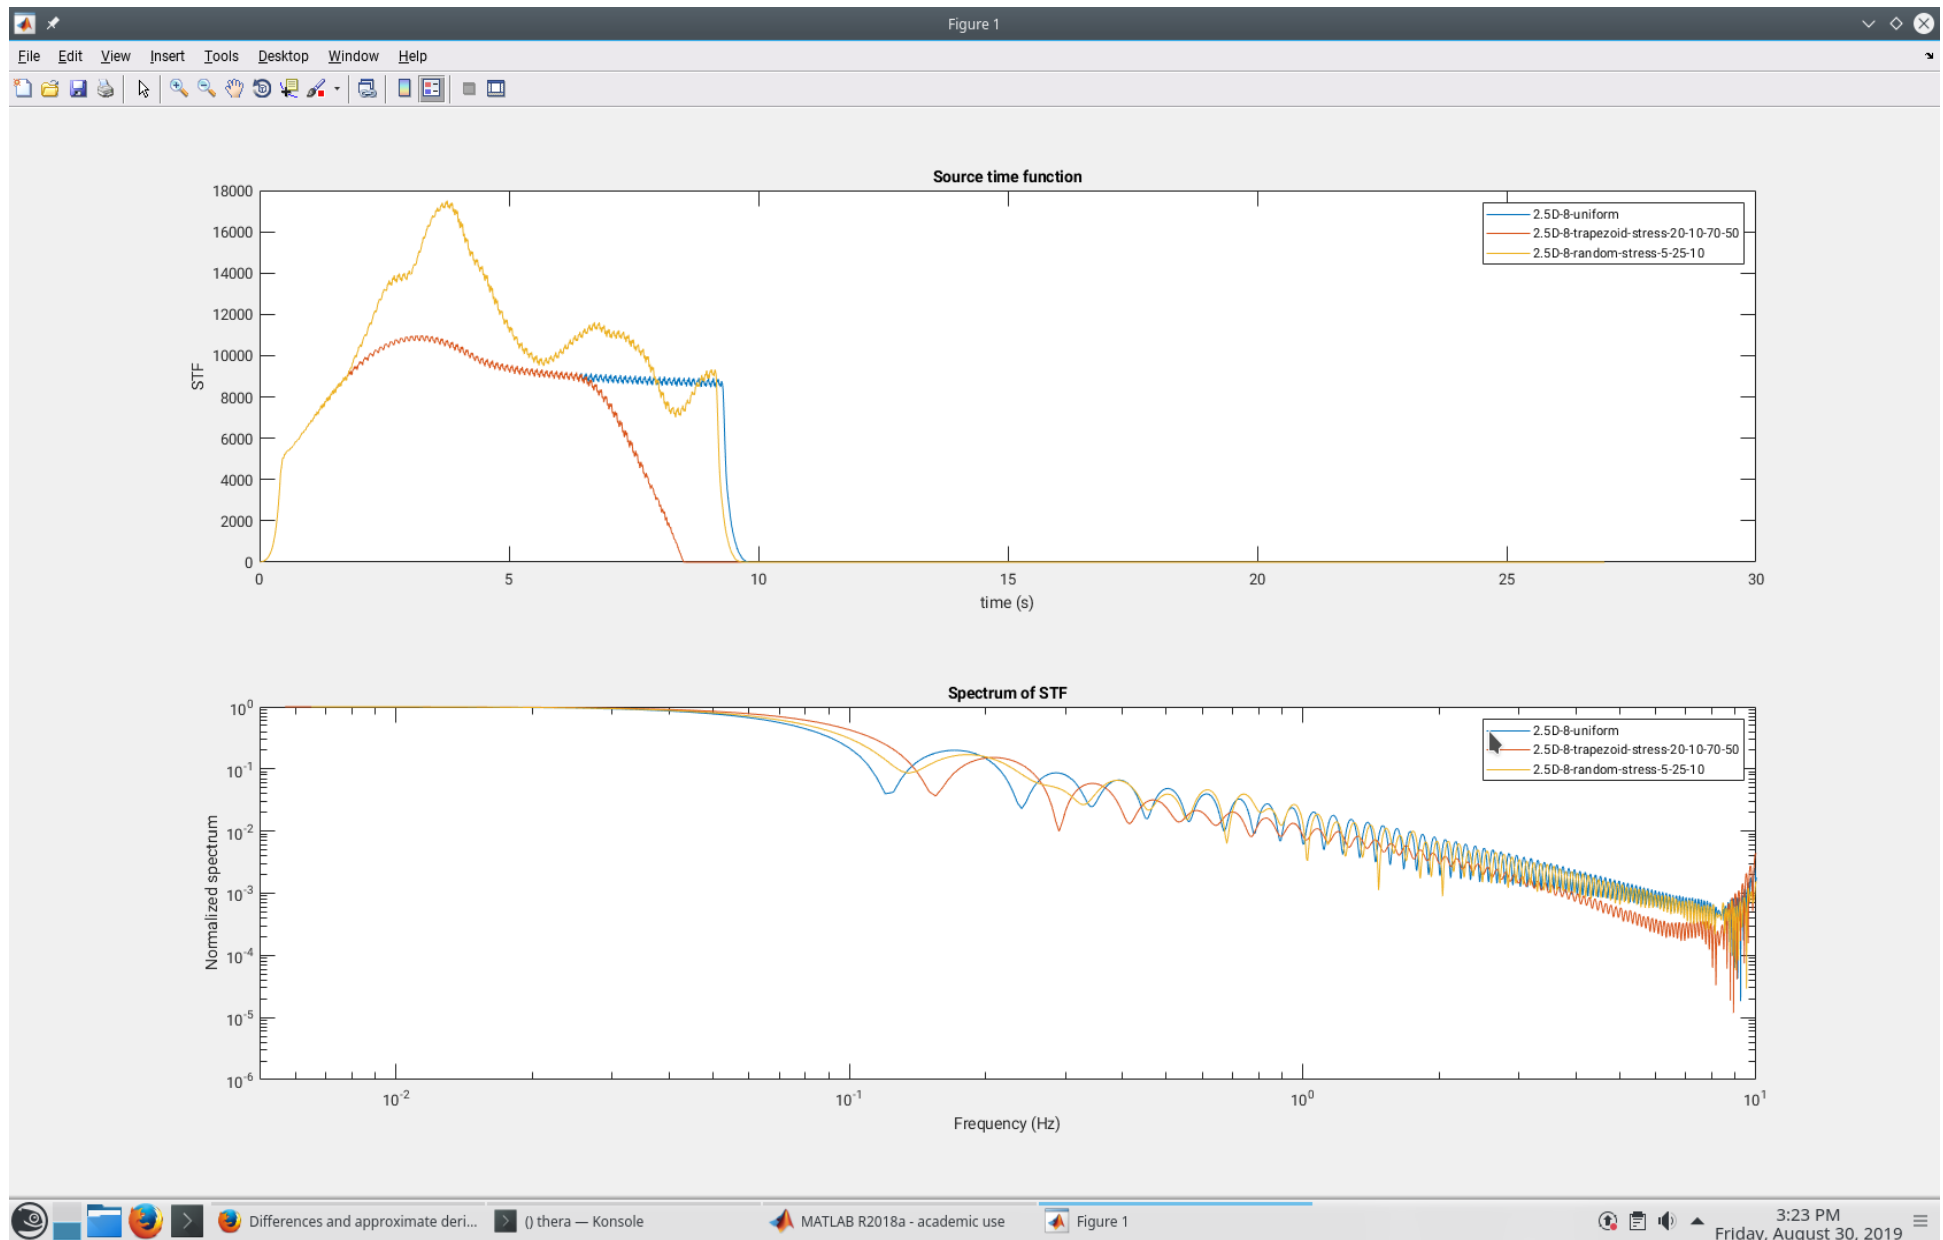 Figure 1
File Edit View Insert Tools Desktop Window Help
Source time function
18000
16000
14000
12000
10000
8000
6000
4000
2000
0
STF
2.5D-8-uniform
2.5D-8-trapezoid-stress-20-10-70-50
2.5D-8-random-stress-5-25-10
0 5 10 15 20 25 30
time (s)
Spectrum of STF
10^0
10^-1
10^-2
10^-3
10^-4
10^-5
10^-6
Normalized spectrum
2.5D-8-uniform
2.5D-8-trapezoid-stress-20-10-70-50
2.5D-8-random-stress-5-25-10
10^-2 10^-1 10^0 10^1
Frequency (Hz)
Differences and approximate deri... () thera — Konsole MATLAB R2018a - academic use Figure 1
3:23 PM
Friday, August 30, 2019